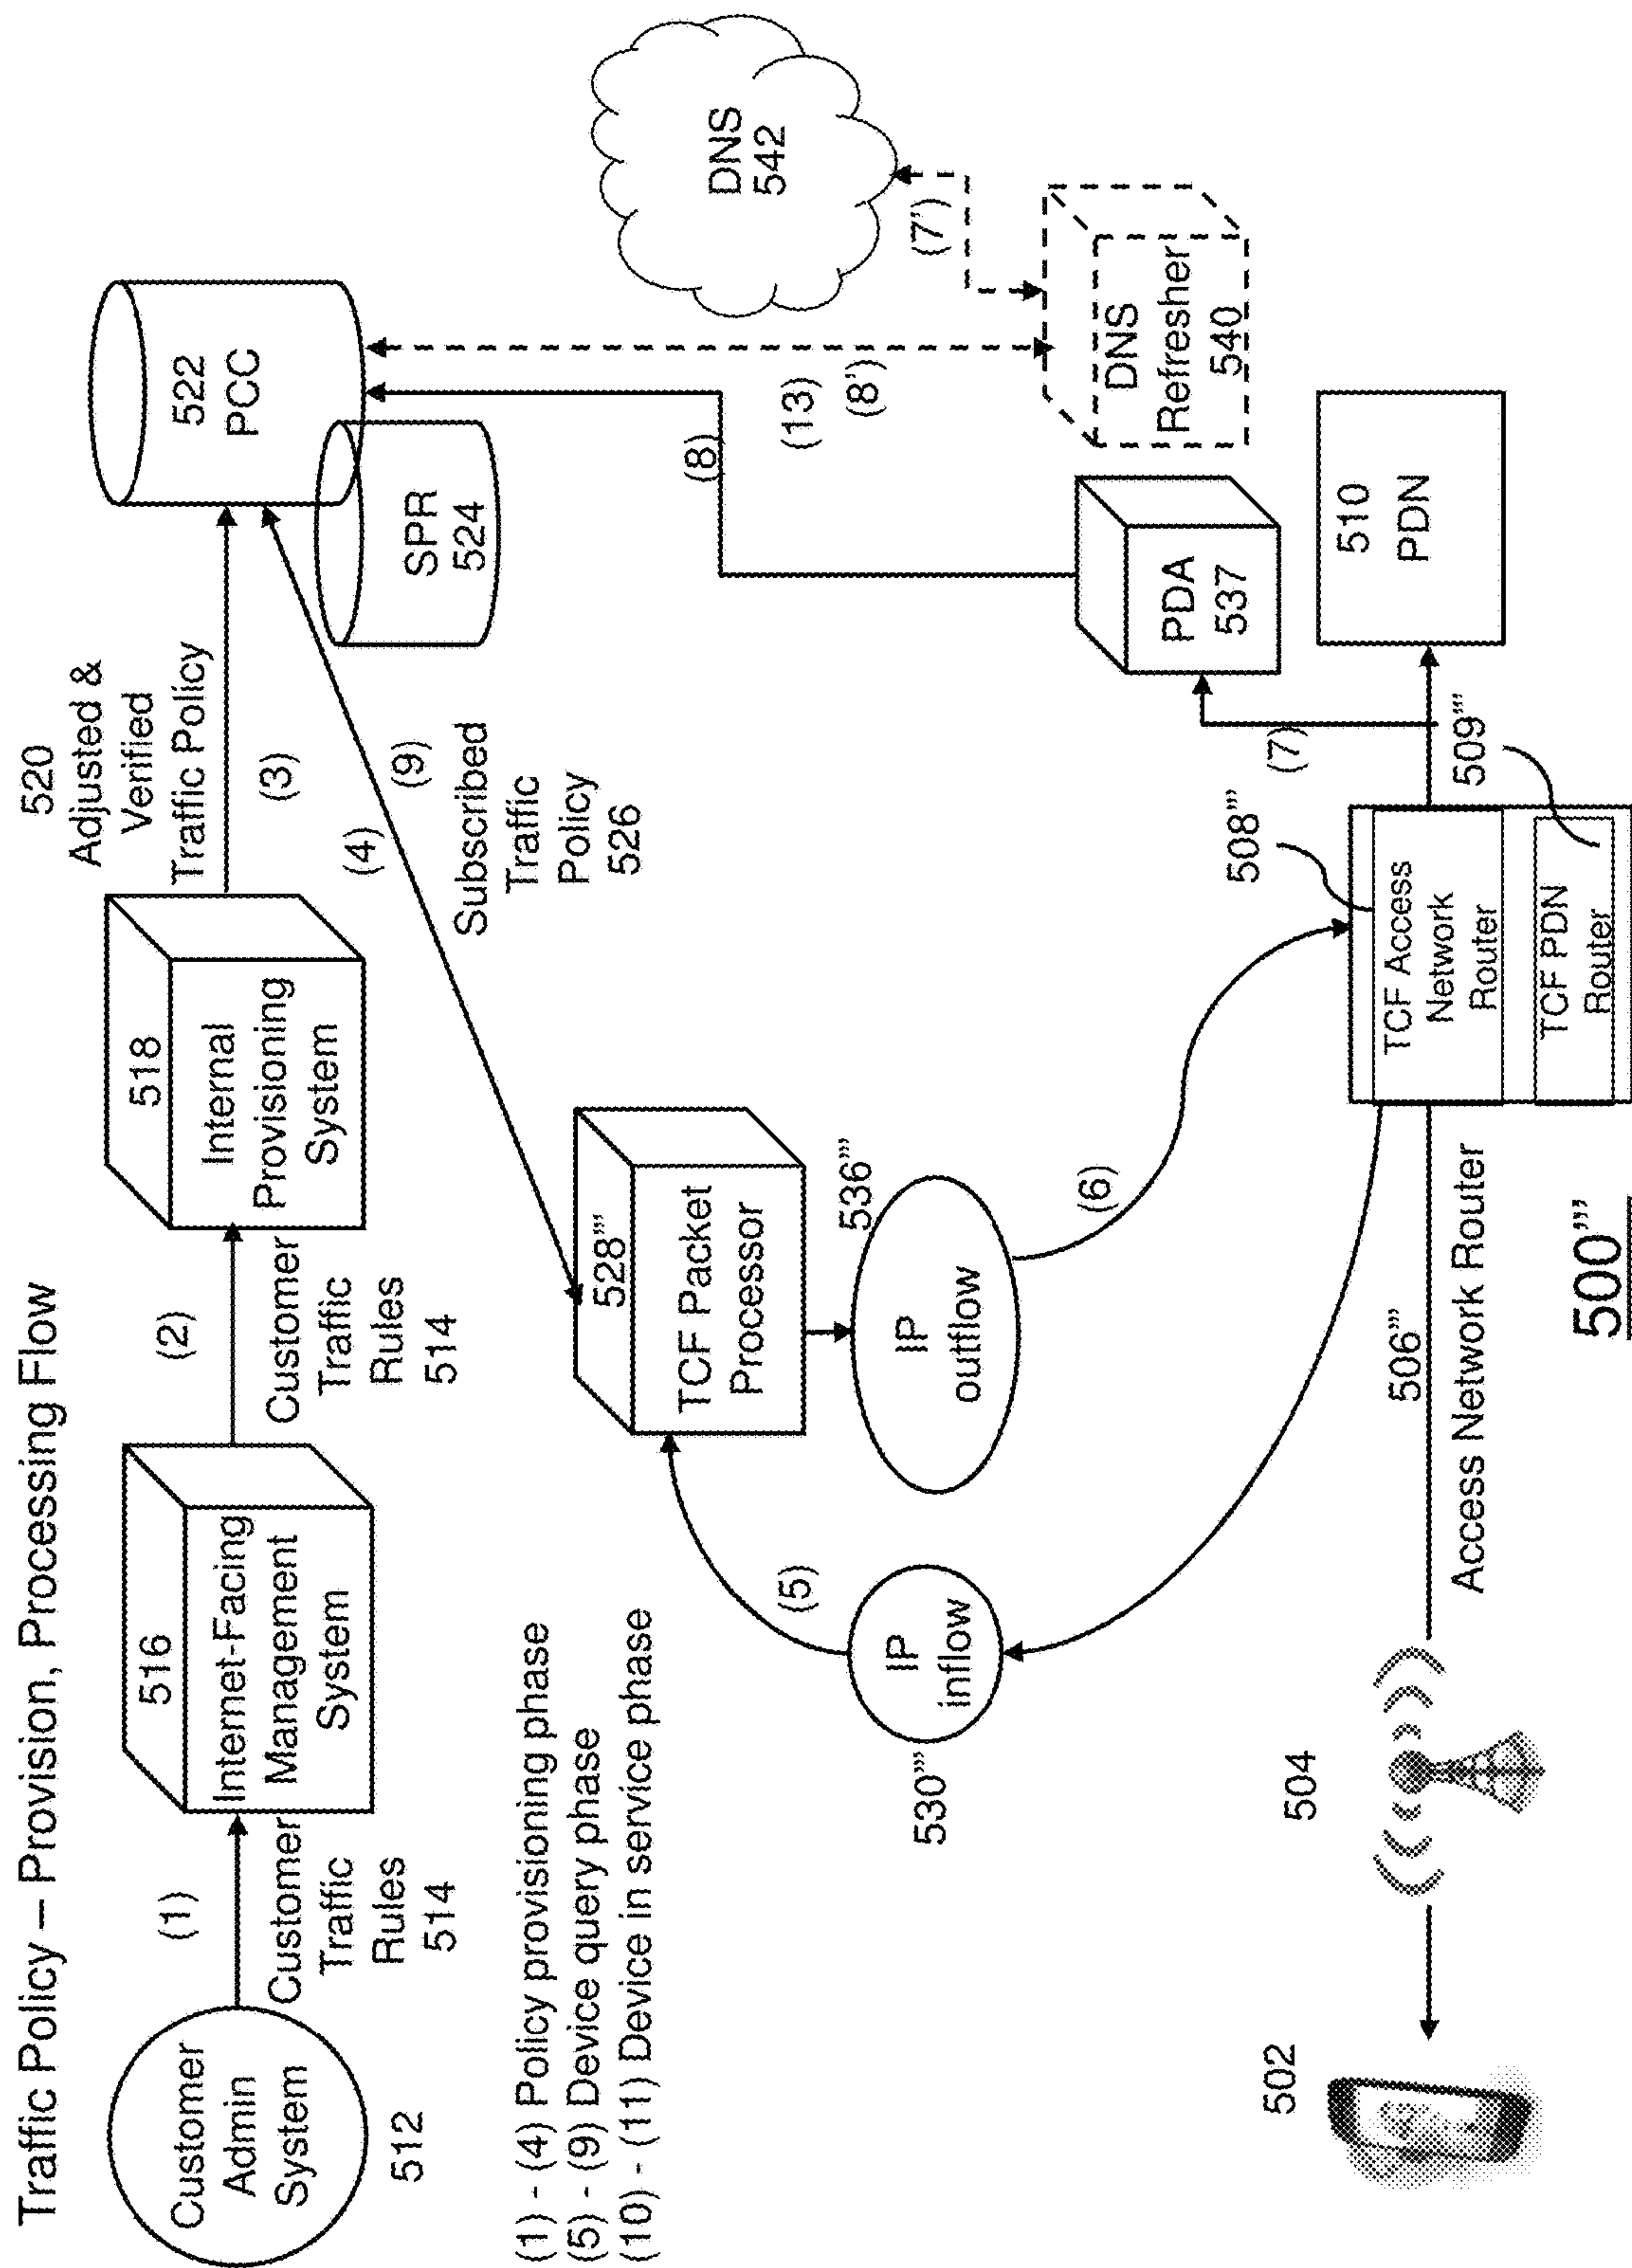 Traffic Policy – Provision, Processing Flow
Customer
Admin
System
512
(1)
Customer
Traffic
Rules
514
516
Internet-Facing
Management
System
(2)
Customer
Traffic
Rules
514
518
Internal
Provisioning
System
520
Adjusted &
Verified
Traffic Policy
(3)
522
PCC
SPR
524
(4)
(9)
Subscribed
Traffic
Policy
526
(1) - (4) Policy provisioning phase
(5) - (9) Device query phase
(10) - (11) Device in service phase
528''''
TCF Packet
Processor
(5)
IP
inflow
530''''
536''''
IP
outflow
(6)
(8)
(13)
(8')
DNS
542
(7')
DNS
Refresher
540
PDA
537
(7)
510
PDN
508''''
509''''
TCF Access
Network
Router
TCF PDN
Router
506''''
Access Network Router
504
502
500''''